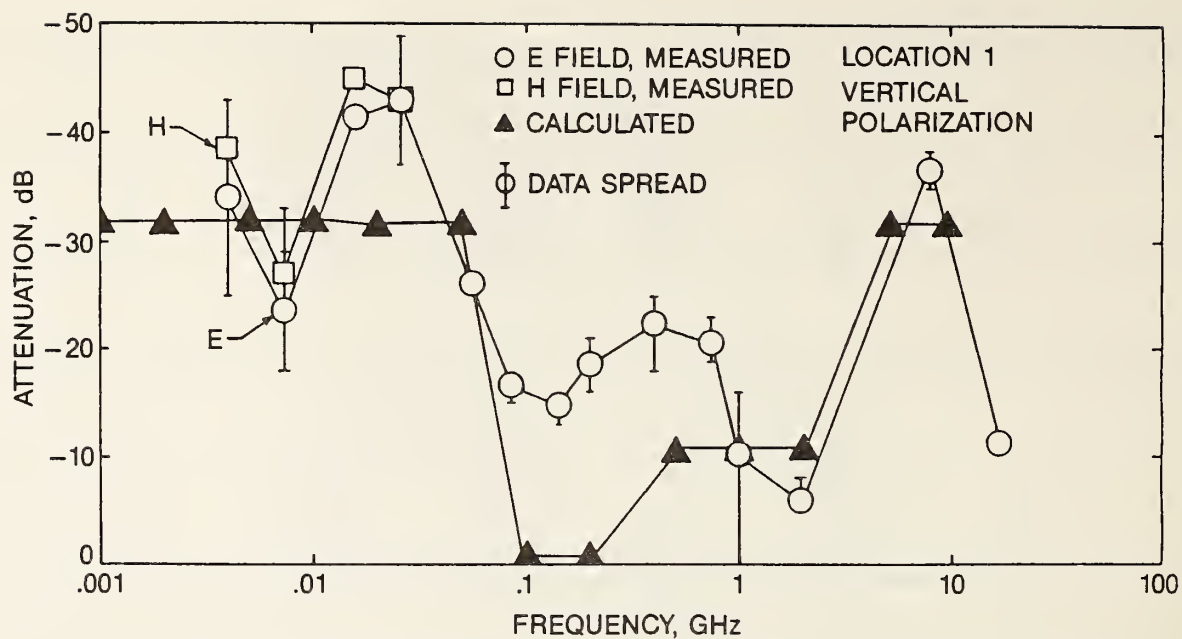 -50
-40
-30
-20
-10
0
ATTENUATION, dB
○ E FIELD, MEASURED
□ H FIELD, MEASURED
▲ CALCULATED
DATA SPREAD
LOCATION 1
VERTICAL
POLARIZATION
H
E
.001
.01
.1
1
10
100
FREQUENCY, GHz